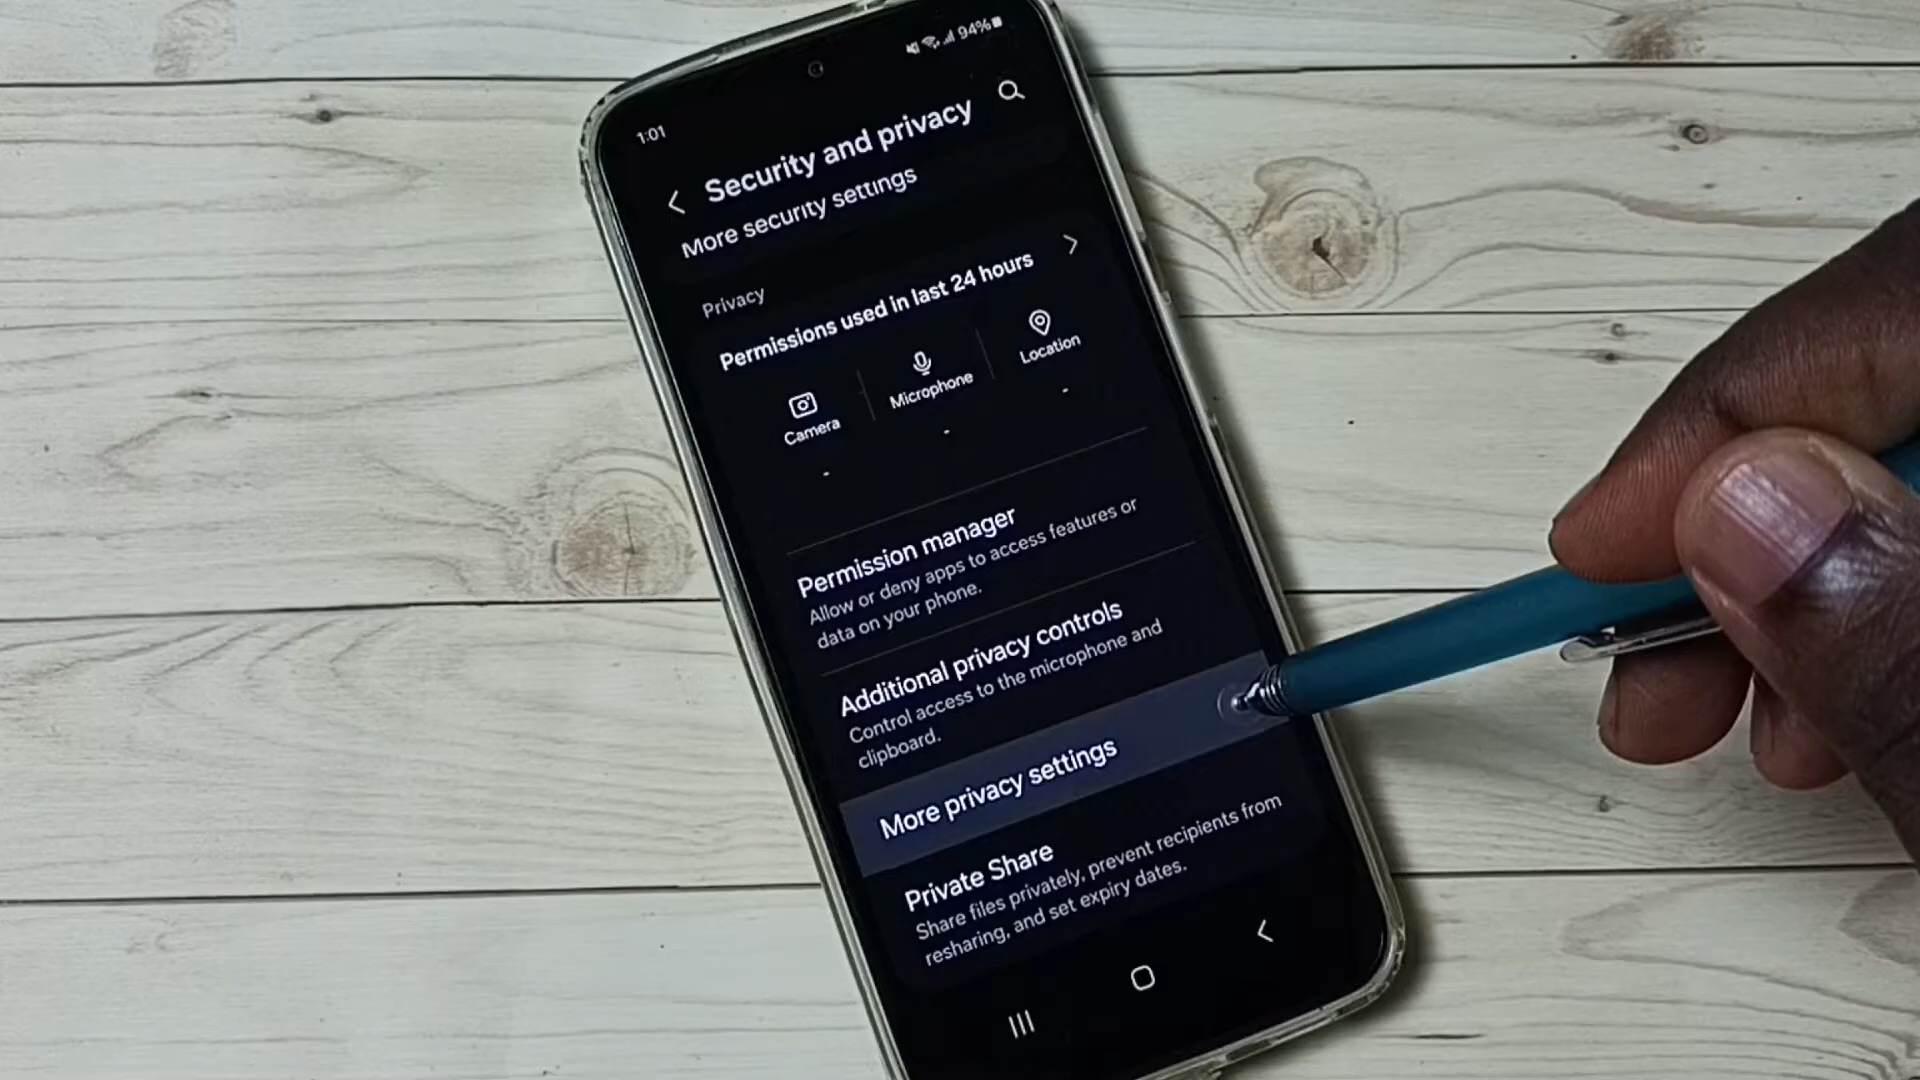 1:01
94%
Security and privacy
More security settings
Privacy
Permissions used in last 24 hours
Camera
Microphone
Location
-
-
-
Permission manager
Allow or deny apps to access features or
data on your phone.
Additional privacy controls
Control access to the microphone and
clipboard.
More privacy settings
Private Share
Share files privately, prevent recipients from
resharing, and set expiry dates.